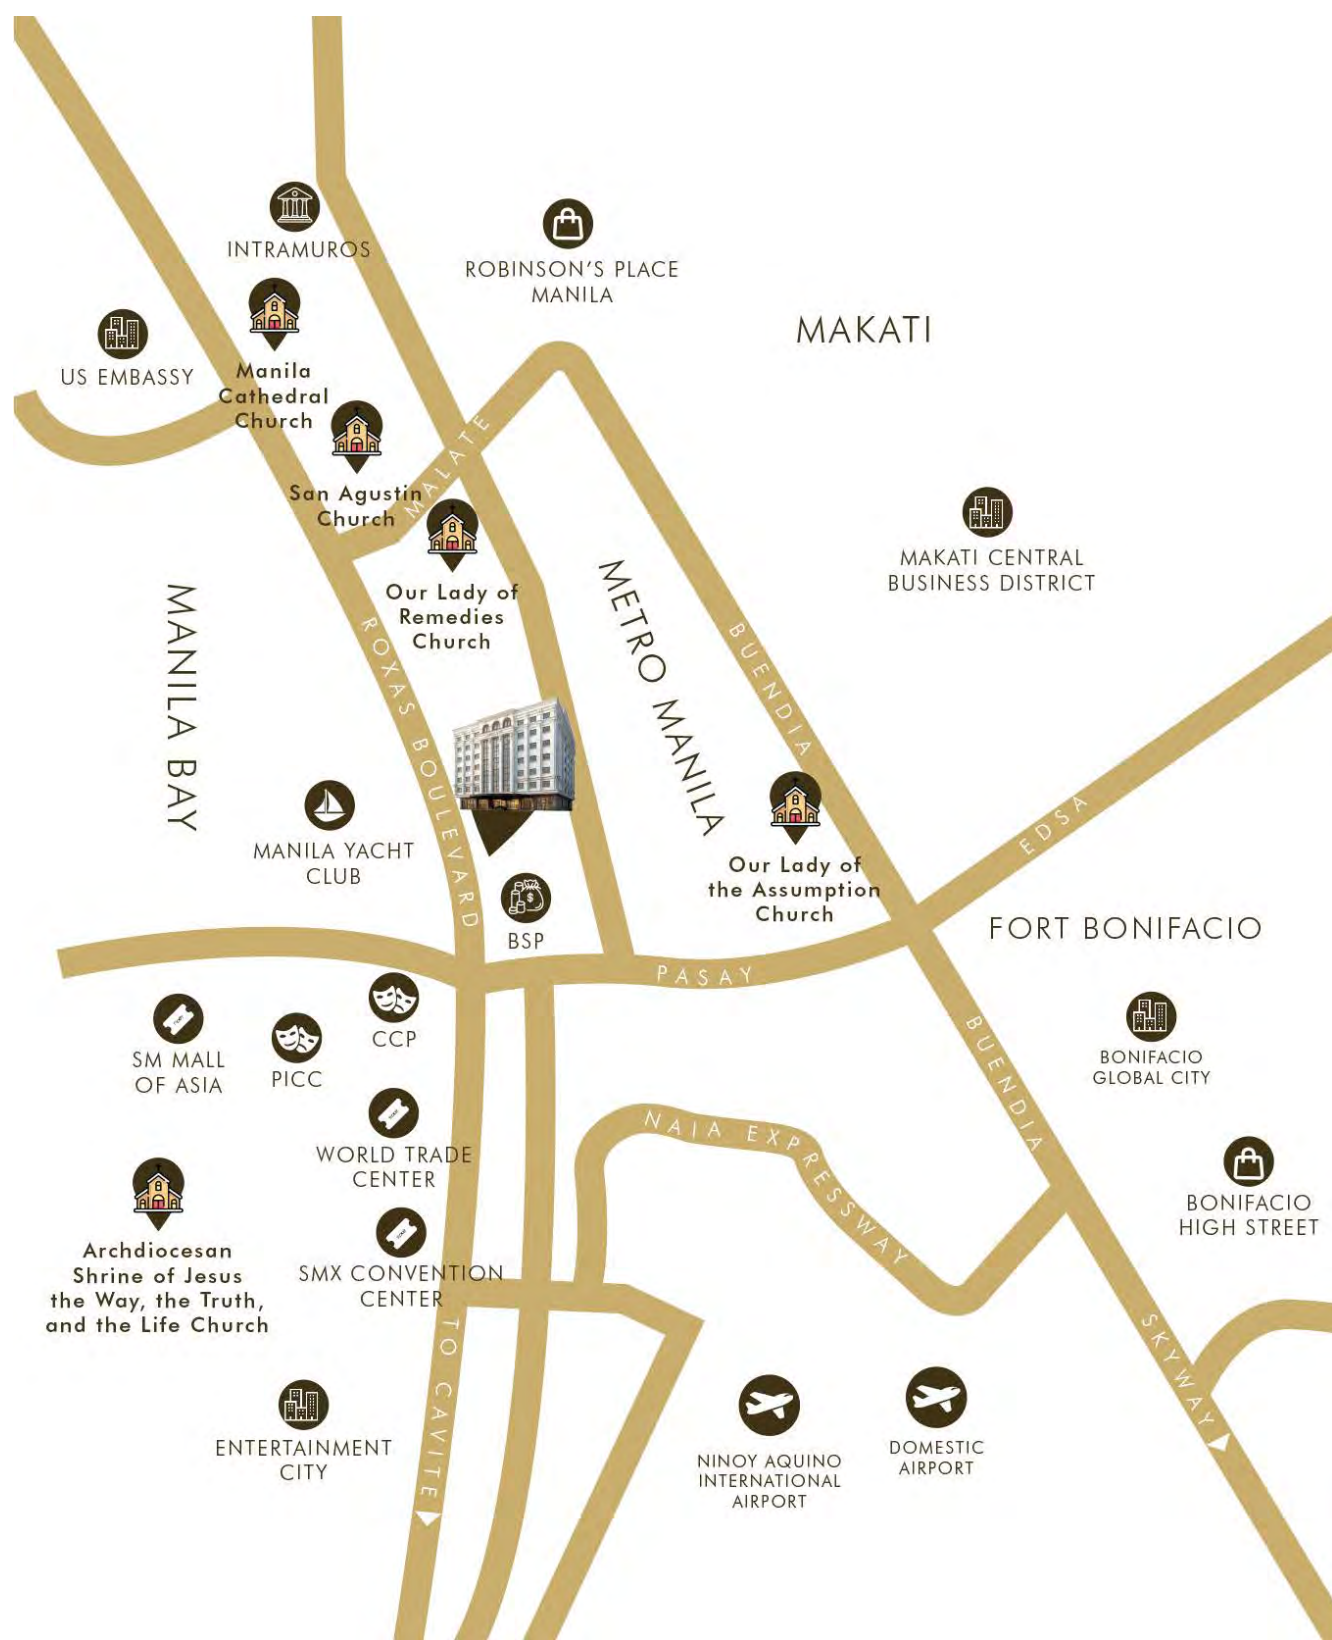 INTRAMUROS
ROBINSON'S PLACE
MANILA
MAKATI
US EMBASSY
Manila
Cathedral
Church
MALATE
San Agustin
Church
MAKATI CENTRAL
BUSINESS DISTRICT
Our Lady of
Remedies
Church
MANILA BAY
ROXAS BOULEVARD
METRO MANILA
BUENDIA
MANILA YACHT
CLUB
EDSA
Our Lady of
the Assumption
Church
BSP
FORT BONIFACIO
PASAY
CCP
SM MALL
OF ASIA
PICC
BUENDIA
BONIFACIO
GLOBAL CITY
NAIA EXPRESSWAY
WORLD TRADE
CENTER
BONIFACIO
HIGH STREET
Archdiocesan
Shrine of Jesus
the Way, the Truth,
and the Life Church
SMX CONVENTION
CENTER
TO CAVITE
SKYWAY
ENTERTAINMENT
CITY
NINOY AQUINO
INTERNATIONAL
AIRPORT
DOMESTIC
AIRPORT